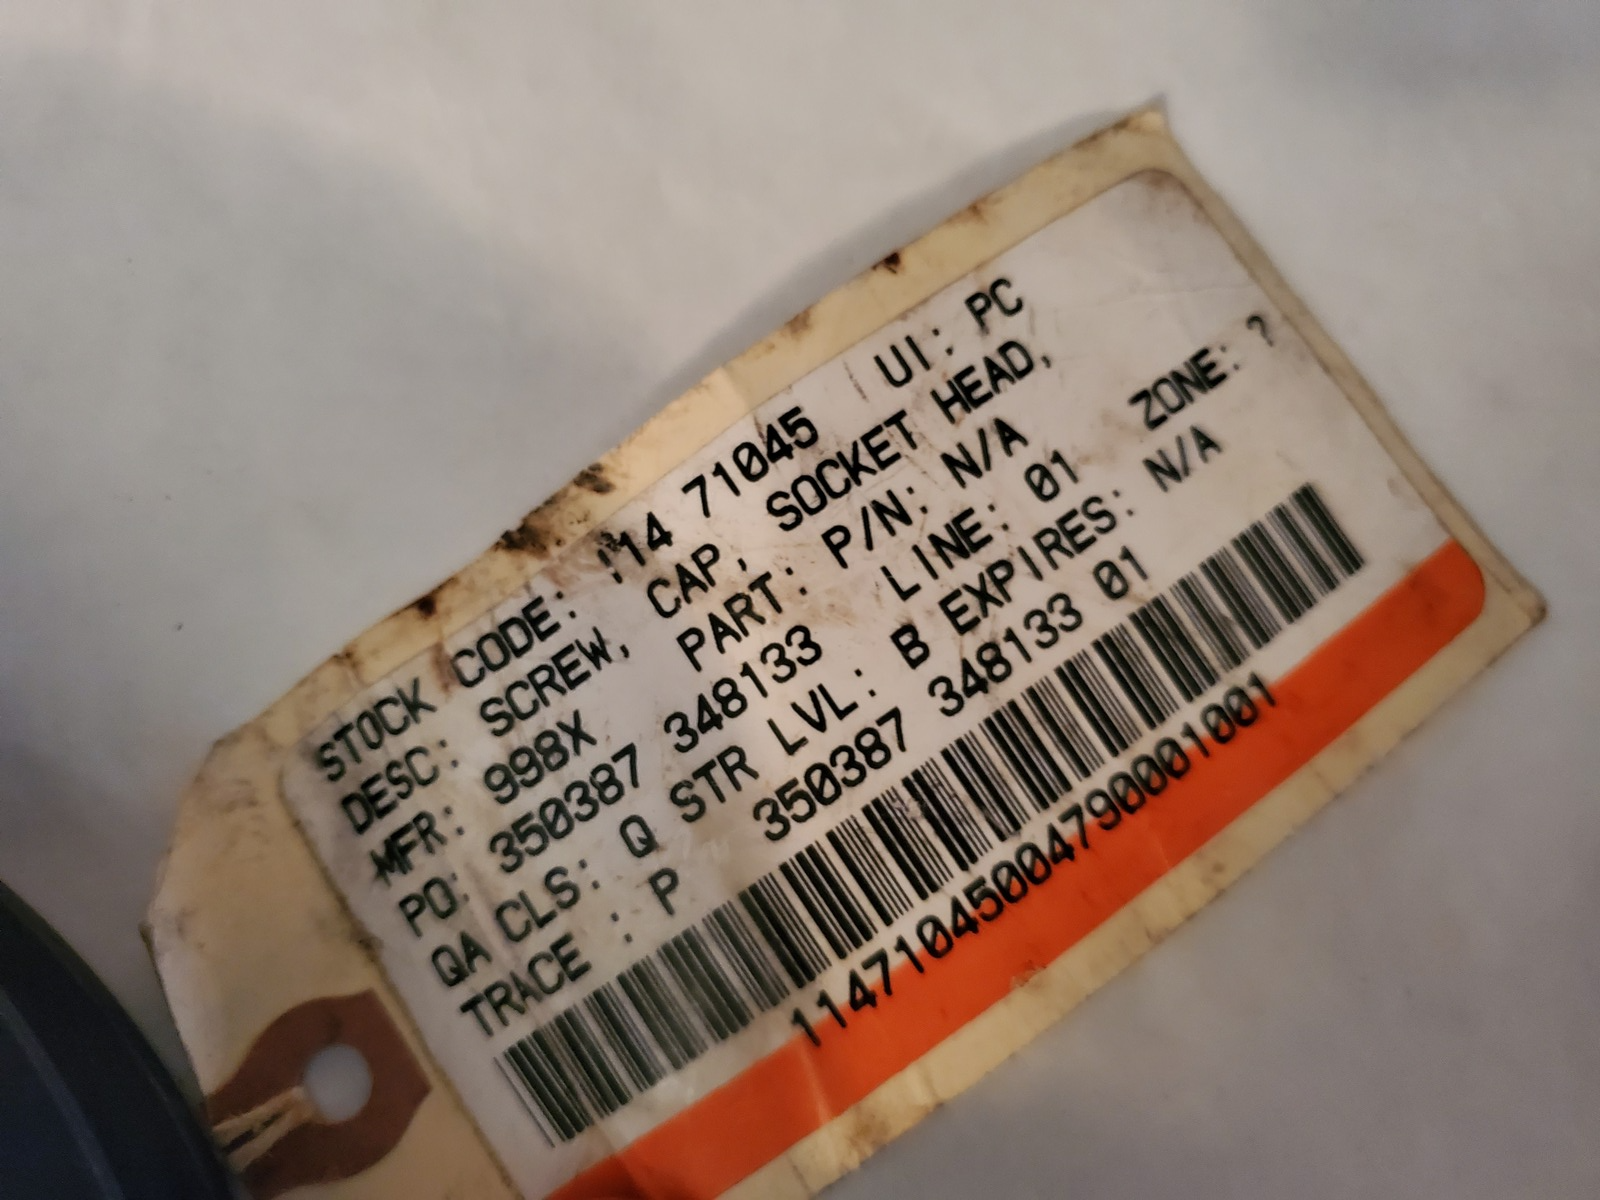 STOCK CODE: 114 71045 UI: PC
DESC: SCREW, CAP, SOCKET HEAD,
MFR: 998X PART: P/N: N/A
PO: 350387 348133 LINE: 01 ZONE: ?
QA CLS: Q STR LVL: B EXPIRES: N/A
TRACE : P 350387 348133 01
11471045004790001001